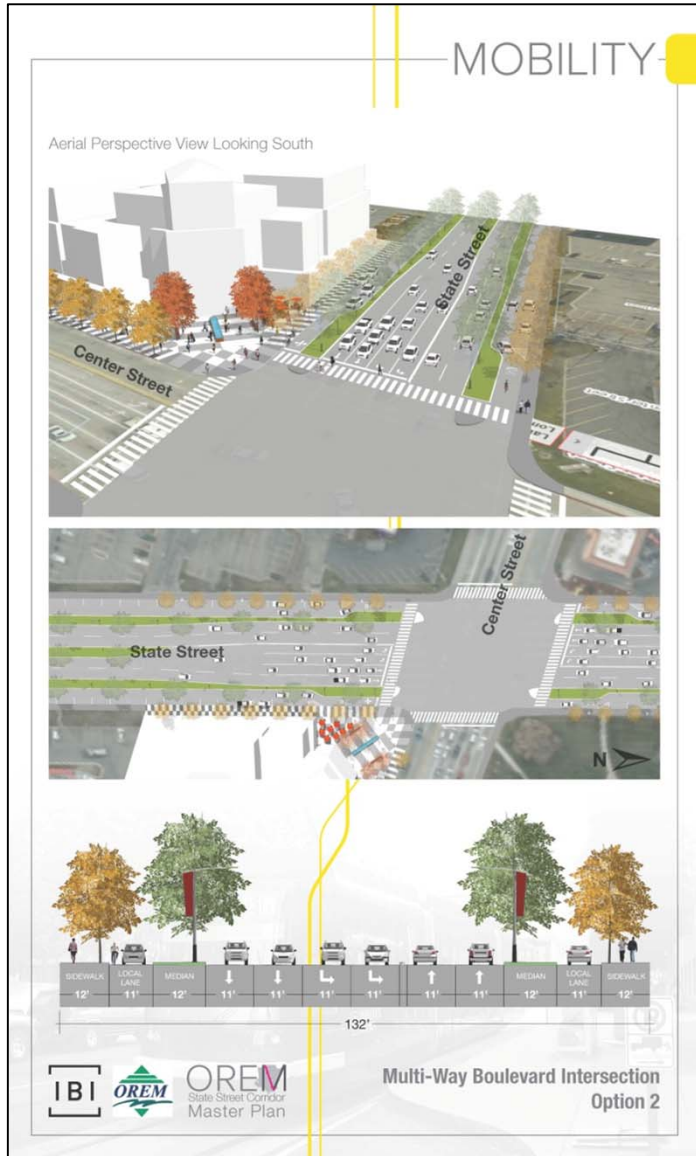 MOBILITY
Aerial Perspective View Looking South
State Street
Center Street
Center Street
State Street
N
SIDEWALK LOCAL LANE MEDIAN MEDIAN LOCAL LANE SIDEWALK
12' 11' 12' 11' 11' 11' 11' 11' 11' 12' 11' 12'
132'
IBI
OREM
OREM
State Street Corridor
Master Plan
Multi-Way Boulevard Intersection
Option 2